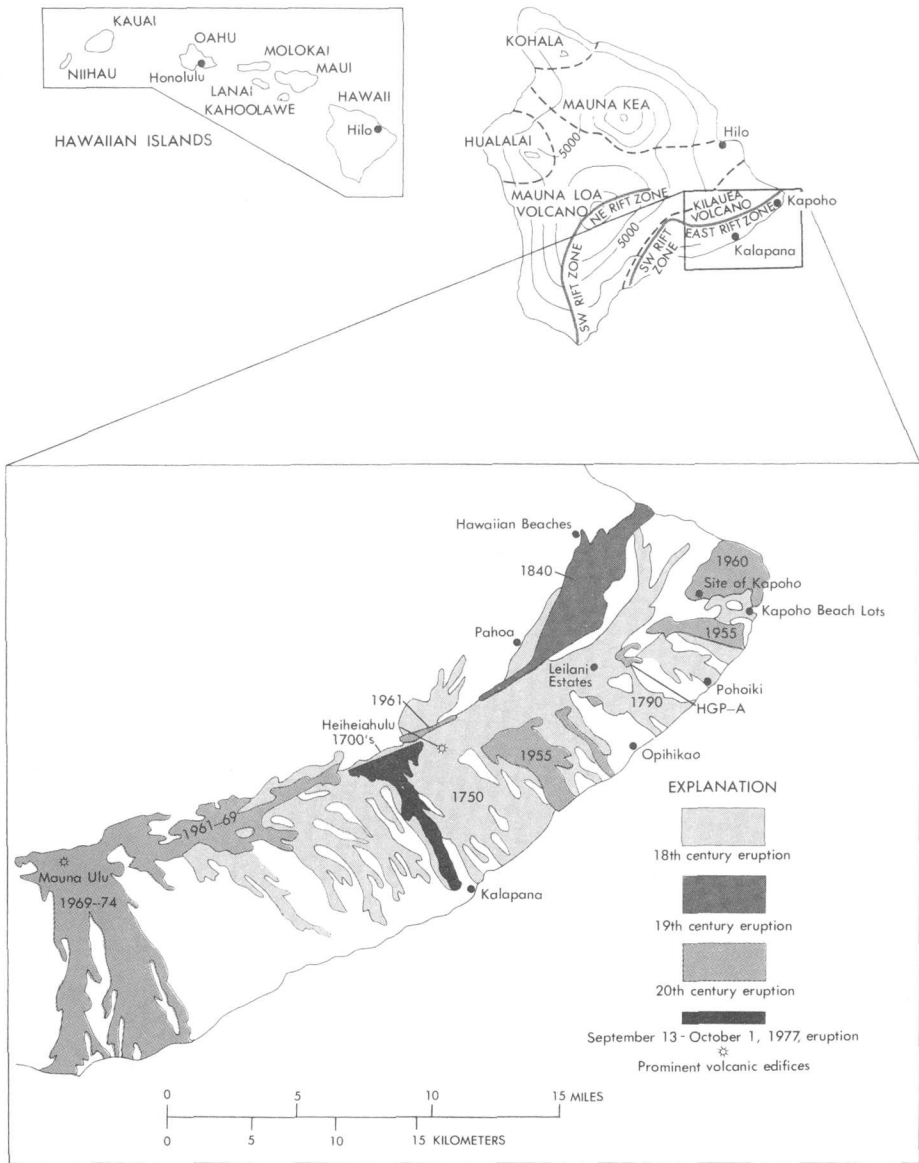 KAUAI
OAHU
MOLOKAI
NIIHAU
Honolulu
MAUI
LANAI
KAHOOLAWE
HAWAII
Hilo
HAWAIIAN ISLANDS
KOHALA
MAUNA KEA
HUALALAI
5000
Hilo
MAUNA LOA
VOLCANO
NE RIFT ZONE
KILAUEA
VOLCANO
Kapoho
EAST RIFT ZONE
5000
SW RIFT
ZONE
Kalapana
SW RIFT ZONE
Hawaiian Beaches
1840
1960
Site of Kapoho
Kapoho Beach Lots
Pahoa
1955
Leilani
Estates
Pohoiki
1790
HGP-A
1961
Heiheiahulu
1700's
1955
Opihikao
1750
1961-69
Mauna Ulu
1969-74
Kalapana
EXPLANATION
18th century eruption
19th century eruption
20th century eruption
September 13 - October 1, 1977, eruption
Prominent volcanic edifices
0 5 10 15 MILES
0 5 10 15 KILOMETERS